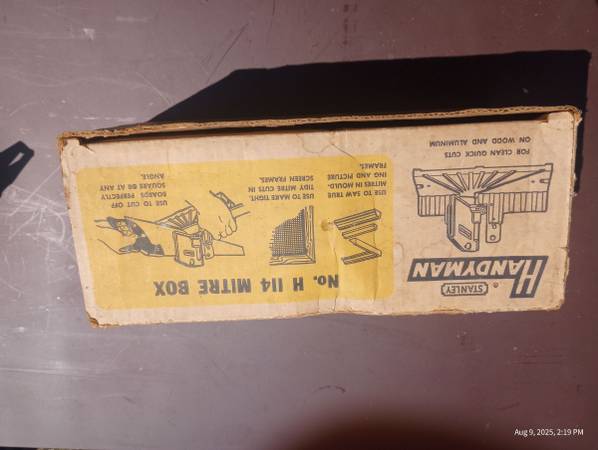 STANLEY ®
HANDYMAN
FOR CLEAN QUICK CUTS
ON WOOD AND ALUMINUM
No. H 114 MITRE BOX
USE TO SAW TRUE
MITRES IN MOULD-
ING AND PICTURE
FRAMES.
USE TO MAKE TIGHT,
TIDY MITRE CUTS IN
SCREEN FRAMES.
USE TO CUT OFF
BOARDS PERFECTLY
SQUARE OR AT ANY
ANGLE.
Aug 9, 2025, 2:19 PM